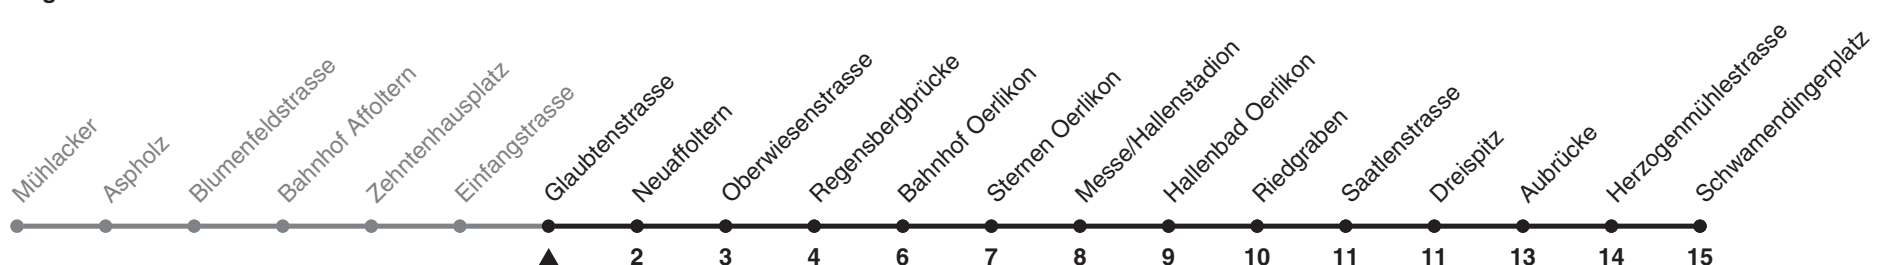 Mühlacker
Aspholz
Blumenfeldstrasse
Bahnhof Affoltern
Zehntenhausplatz
Einfangstrasse
Glaubtenstrasse
Neuaffoltern
Oberwiesenstrasse
Regensbergbrücke
Bahnhof Oerlikon
Sternen Oerlikon
Messe/Hallenstadion
Hallenbad Oerlikon
Riedgraben
Saatlenstrasse
Dreispitz
Aubrücke
Herzogenmühlestrasse
Schwamendingerplatz
2 3 4 6 7 8 9 10 11 11 13 14 15